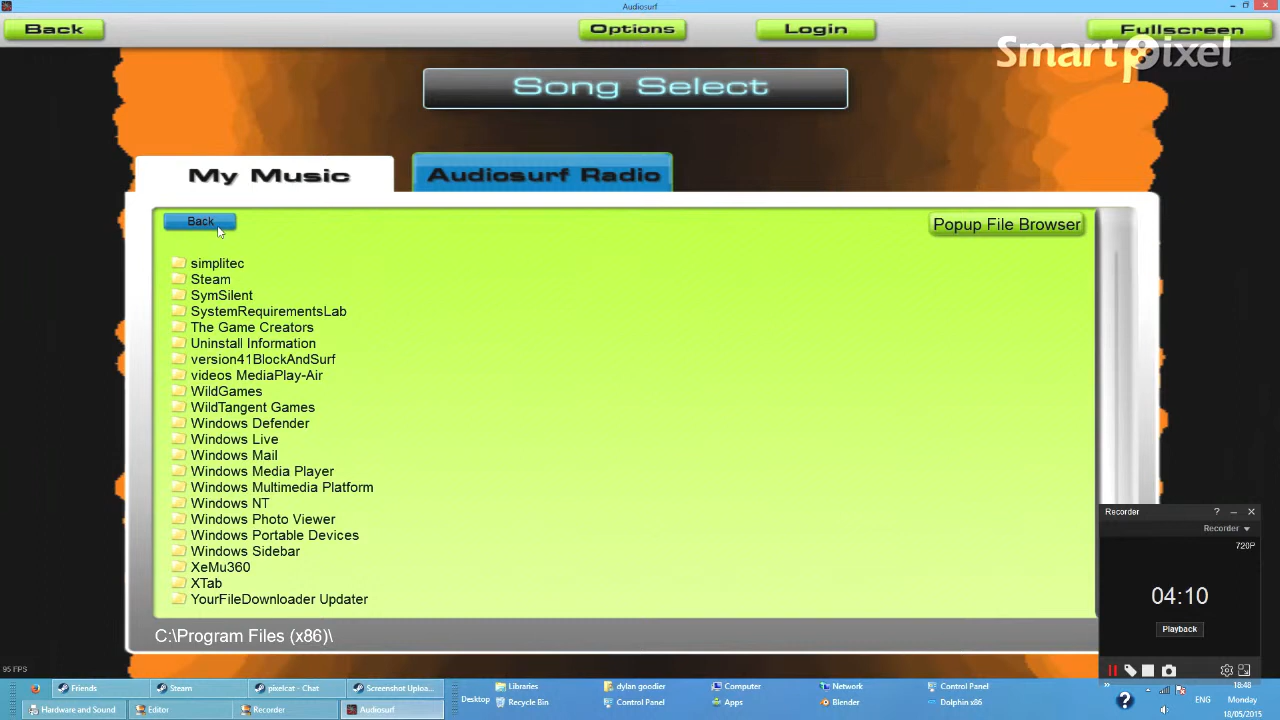 Audiosurf
Back
Options
Login
Fullscreen
SmartPixel
Song Select
My Music
Audiosurf Radio
Back
Popup File Browser
simplitec
Steam
SymSilent
SystemRequirementsLab
The Game Creators
Uninstall Information
version41BlockAndSurf
videos MediaPlay-Air
WildGames
WildTangent Games
Windows Defender
Windows Live
Windows Mail
Windows Media Player
Windows Multimedia Platform
Windows NT
Windows Photo Viewer
Windows Portable Devices
Windows Sidebar
XeMu360
XTab
YourFileDownloader Updater
C:\Program Files (x86)\
Recorder
Recorder
720P
04:10
Playback
95 FPS
Friends
Steam
pixelcat - Chat
Screenshot Uploa...
Hardware and Sound
Editor
Recorder
Audiosurf
Desktop
Libraries
dylan goodier
Computer
Network
Control Panel
Recycle Bin
Control Panel
Apps
Blender
Dolphin x86
ENG
18:48
Monday
18/05/2015